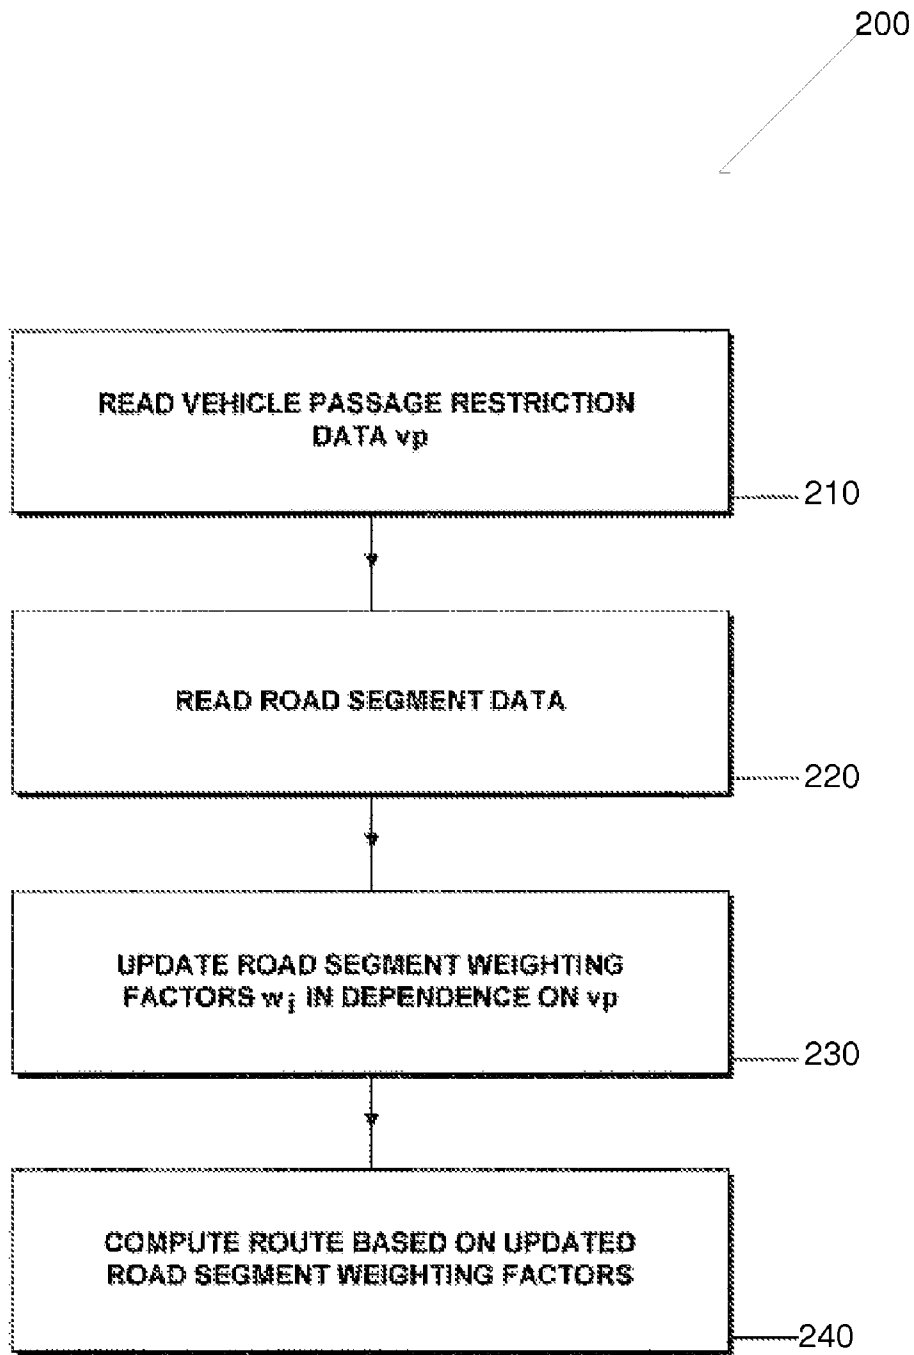 200
READ VEHICLE PASSAGE RESTRICTION
DATA vp
210
READ ROAD SEGMENT DATA
220
UPDATE ROAD SEGMENT WEIGHTING
FACTORS wj IN DEPENDENCE ON vp
230
COMPUTE ROUTE BASED ON UPDATED
ROAD SEGMENT WEIGHTING FACTORS
240